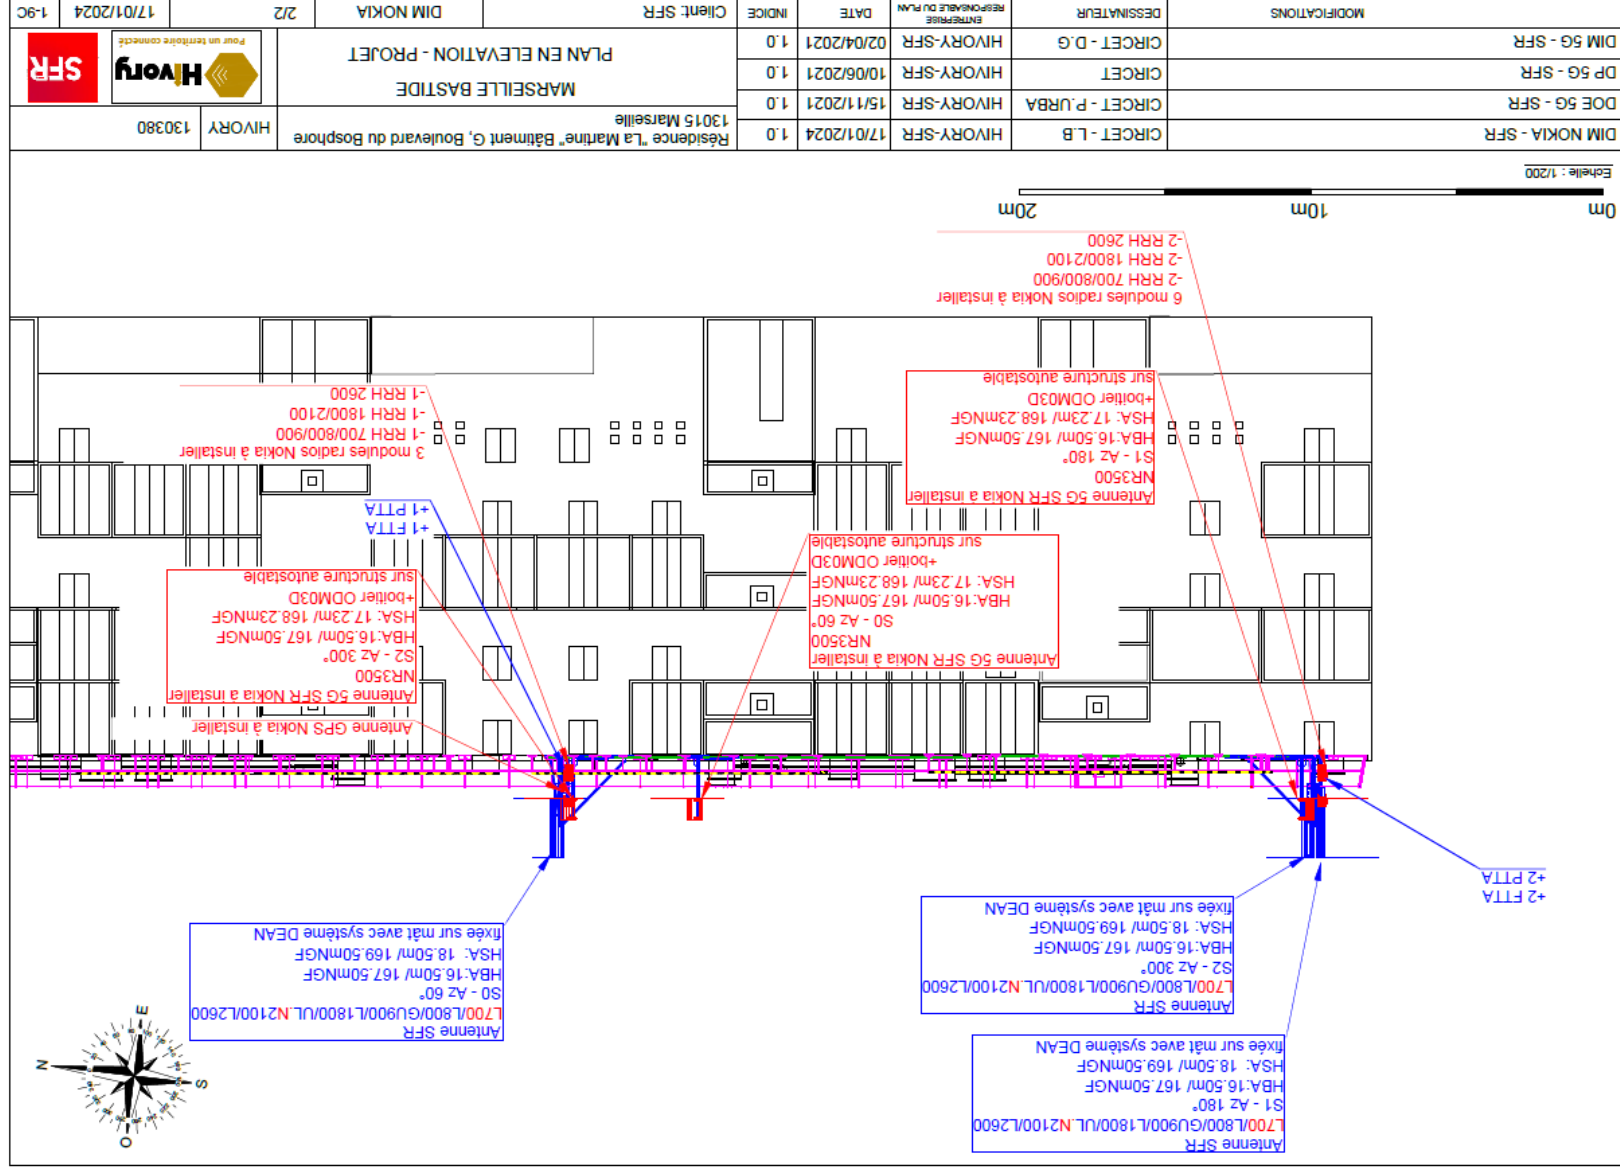 Antenne SFR
L700/L800/GU900/L1800/UL.N2100/L2600
S1 - Az 180°
HBA:16.50m/ 167.50mNGF
HSA: 18.50m/ 169.50mNGF
fixée sur mât avec système DEAN
Antenne SFR
L700/L800/GU900/L1800/UL.N2100/L2600
S2 - Az 300°
HBA:16.50m/ 167.50mNGF
HSA: 18.50m/ 169.50mNGF
fixée sur mât avec système DEAN
Antenne SFR
L700/L800/GU900/L1800/UL.N2100/L2600
S0 - Az 60°
HBA:16.50m/ 167.50mNGF
HSA: 18.50m/ 169.50mNGF
fixée sur mât avec système DEAN
O
S
N
E
+2 FTTA
+2 PTTA
Antenne GPS Nokia à installer
Antenne 5G SFR Nokia à installer
NR3500
S2 - Az 300°
HBA:16.50m/ 167.50mNGF
HSA: 17.23m/ 168.23mNGF
+boitier ODM03D
sur structure autostable
Antenne 5G SFR Nokia à installer
NR3500
S0 - Az 60°
HBA:16.50m/ 167.50mNGF
HSA: 17.23m/ 168.23mNGF
+boitier ODM03D
sur structure autostable
+1 FTTA
+1 PTTA
Antenne 5G SFR Nokia à installer
NR3500
S1 - Az 180°
HBA:16.50m/ 167.50mNGF
HSA: 17.23m/ 168.23mNGF
+boitier ODM03D
sur structure autostable
3 modules radios Nokia à installer
-1 RRH 700/800/900
-1 RRH 1800/2100
-1 RRH 2600
6 modules radios Nokia à installer
-2 RRH 700/800/900
-2 RRH 1800/2100
-2 RRH 2600
0m 10m 20m
Echelle : 1/200
DIM NOKIA - SFR CIRCET - L.B HIVORY-SFR 17/01/2024 1.0
DOE 5G - SFR CIRCET - P.URBA HIVORY-SFR 15/11/2021 1.0
DP 5G - SFR CIRCET HIVORY-SFR 10/06/2021 1.0
DIM 5G - SFR CIRCET - D.G HIVORY-SFR 02/04/2021 1.0
MODIFICATIONS DESSINATEUR ENTREPRISE RESPONSABLE DU PLAN DATE INDICE
Résidence "La Martine" Bâtiment G, Boulevard du Bosphore
13015 Marseille
HIVORY 130380
MARSEILLE BASTIDE
PLAN EN ELEVATION - PROJET
Hivory
Pour un territoire connecté
SFR
Client: SFR DIM NOKIA 2/2 17/01/2024 1-9C